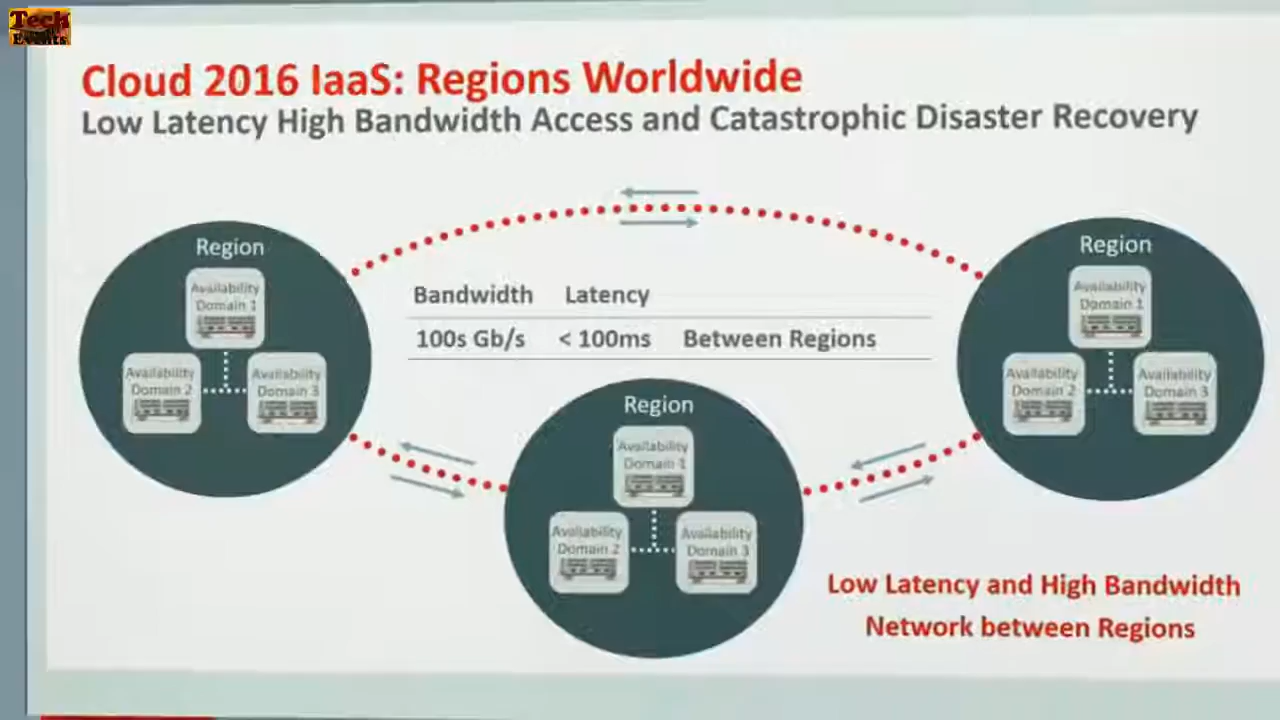 Tech
Events
Cloud 2016 IaaS: Regions Worldwide
Low Latency High Bandwidth Access and Catastrophic Disaster Recovery
Region
Availability
Domain 1
Availability
Domain 2
Availability
Domain 3
Bandwidth Latency
100s Gb/s < 100ms Between Regions
Region
Availability
Domain 1
Availability
Domain 2
Availability
Domain 3
Region
Availability
Domain 1
Availability
Domain 2
Availability
Domain 3
Low Latency and High Bandwidth
Network between Regions